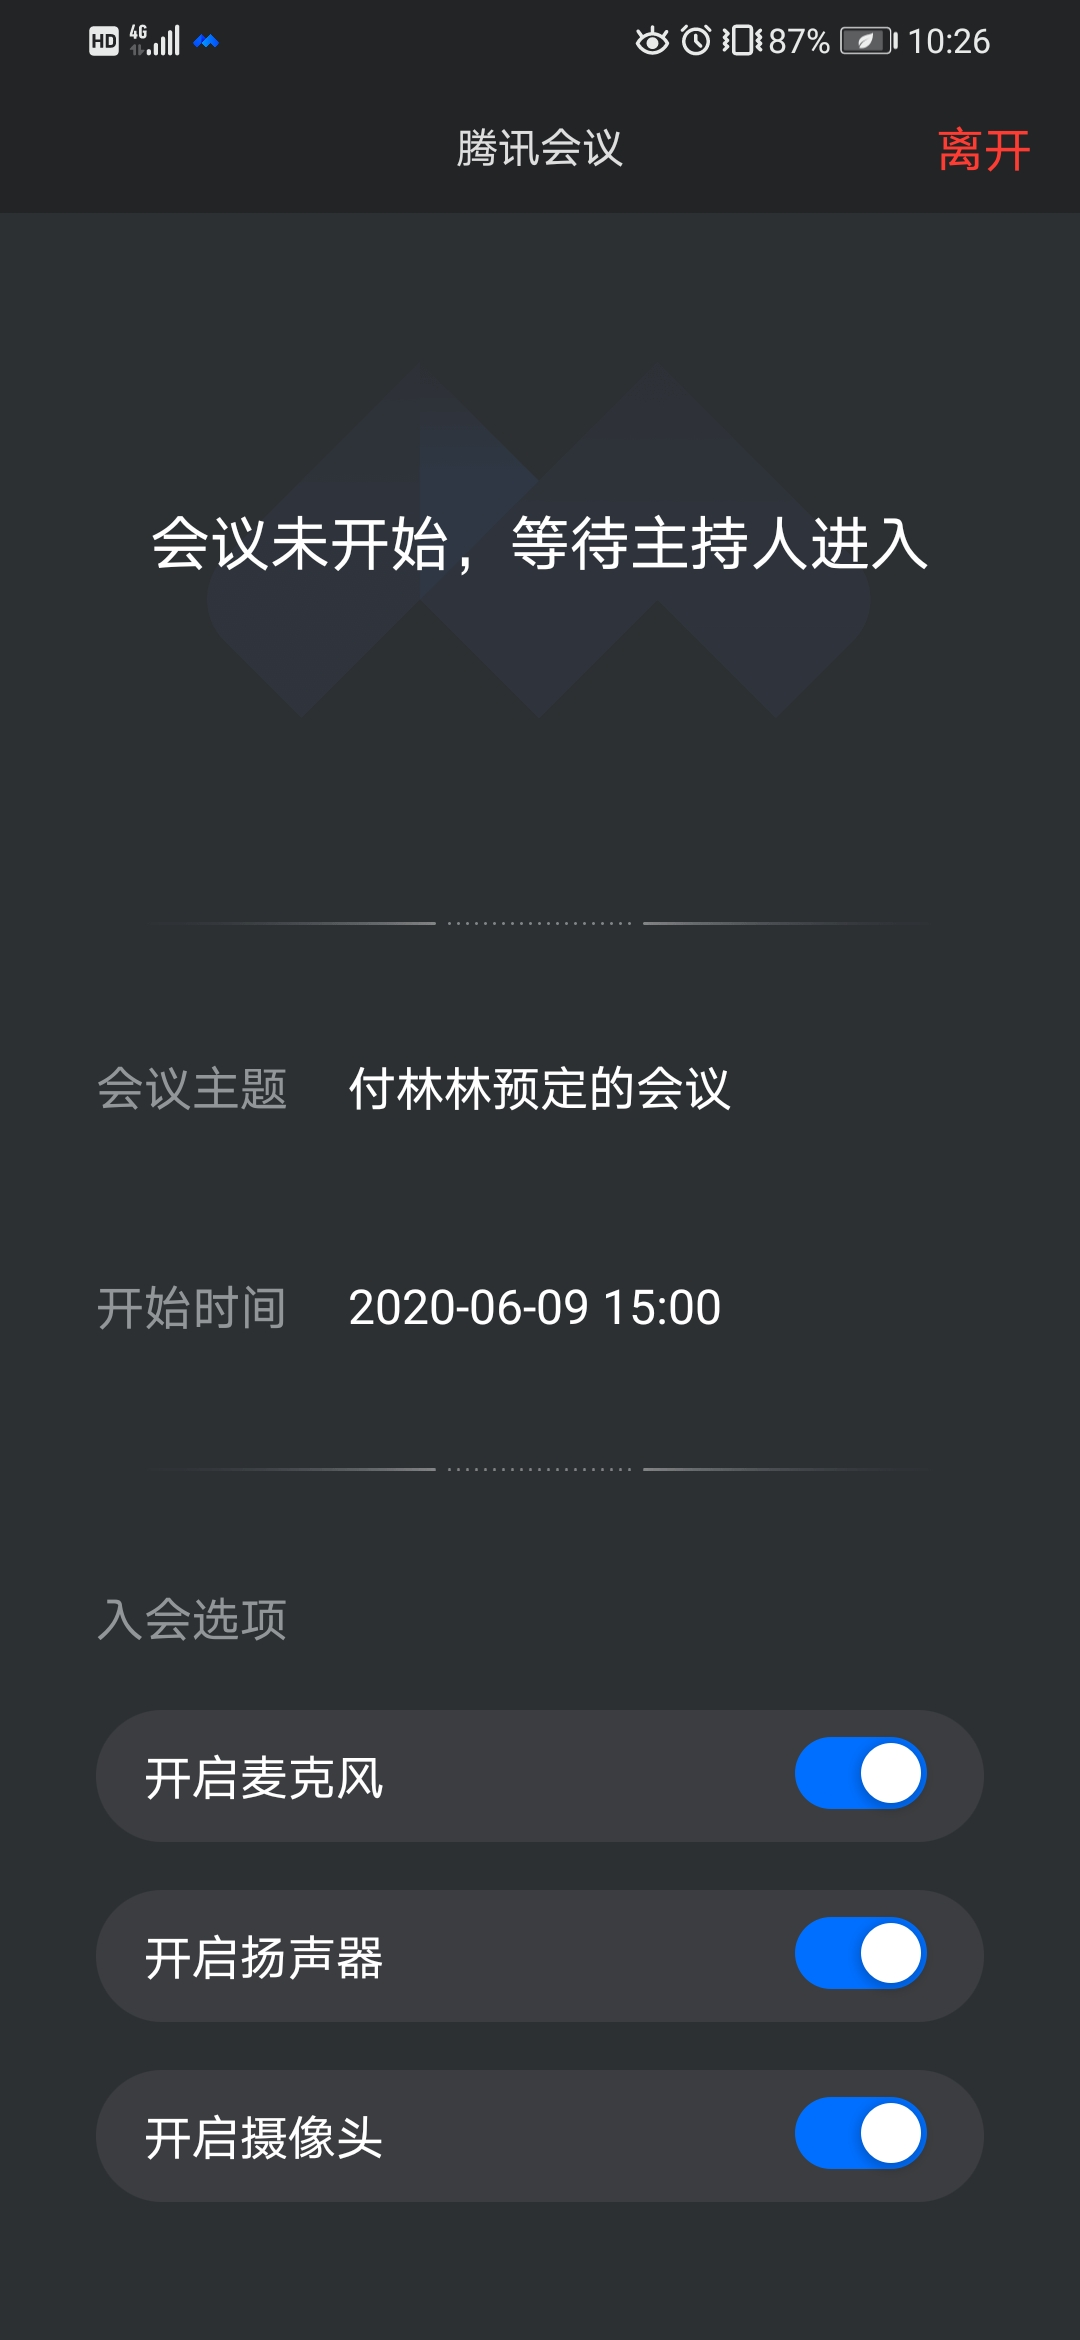 HD 4G 87% 10:26
腾讯会议 离开
会议未开始，等待主持人进入
会议主题 付林林预定的会议
开始时间 2020-06-09 15:00
入会选项
开启麦克风
开启扬声器
开启摄像头